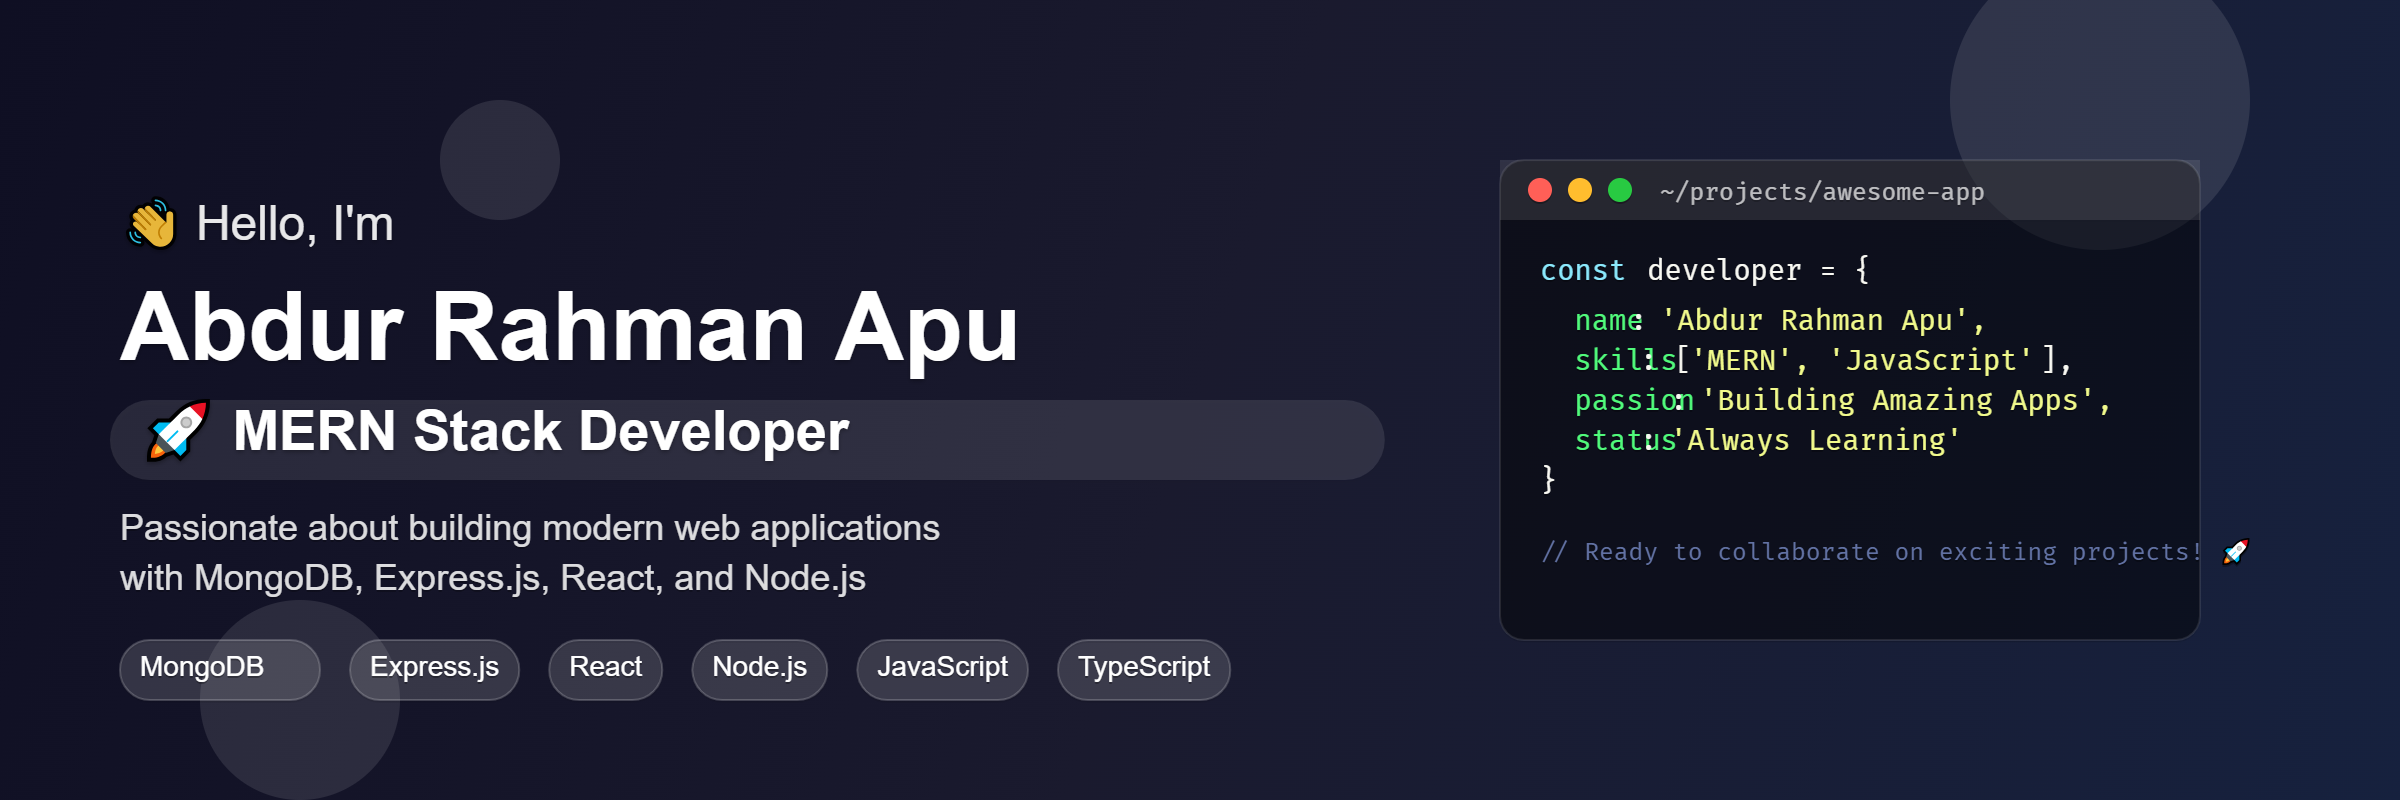 👋 Hello, I'm
Abdur Rahman Apu
🚀 MERN Stack Developer
Passionate about building modern web applications
with MongoDB, Express.js, React, and Node.js
MongoDB Express.js React Node.js JavaScript TypeScript
~/projects/awesome-app
const developer = {
name: 'Abdur Rahman Apu',
skills: ['MERN', 'JavaScript'],
passion: 'Building Amazing Apps',
status: 'Always Learning'
}
// Ready to collaborate on exciting projects! 🚀